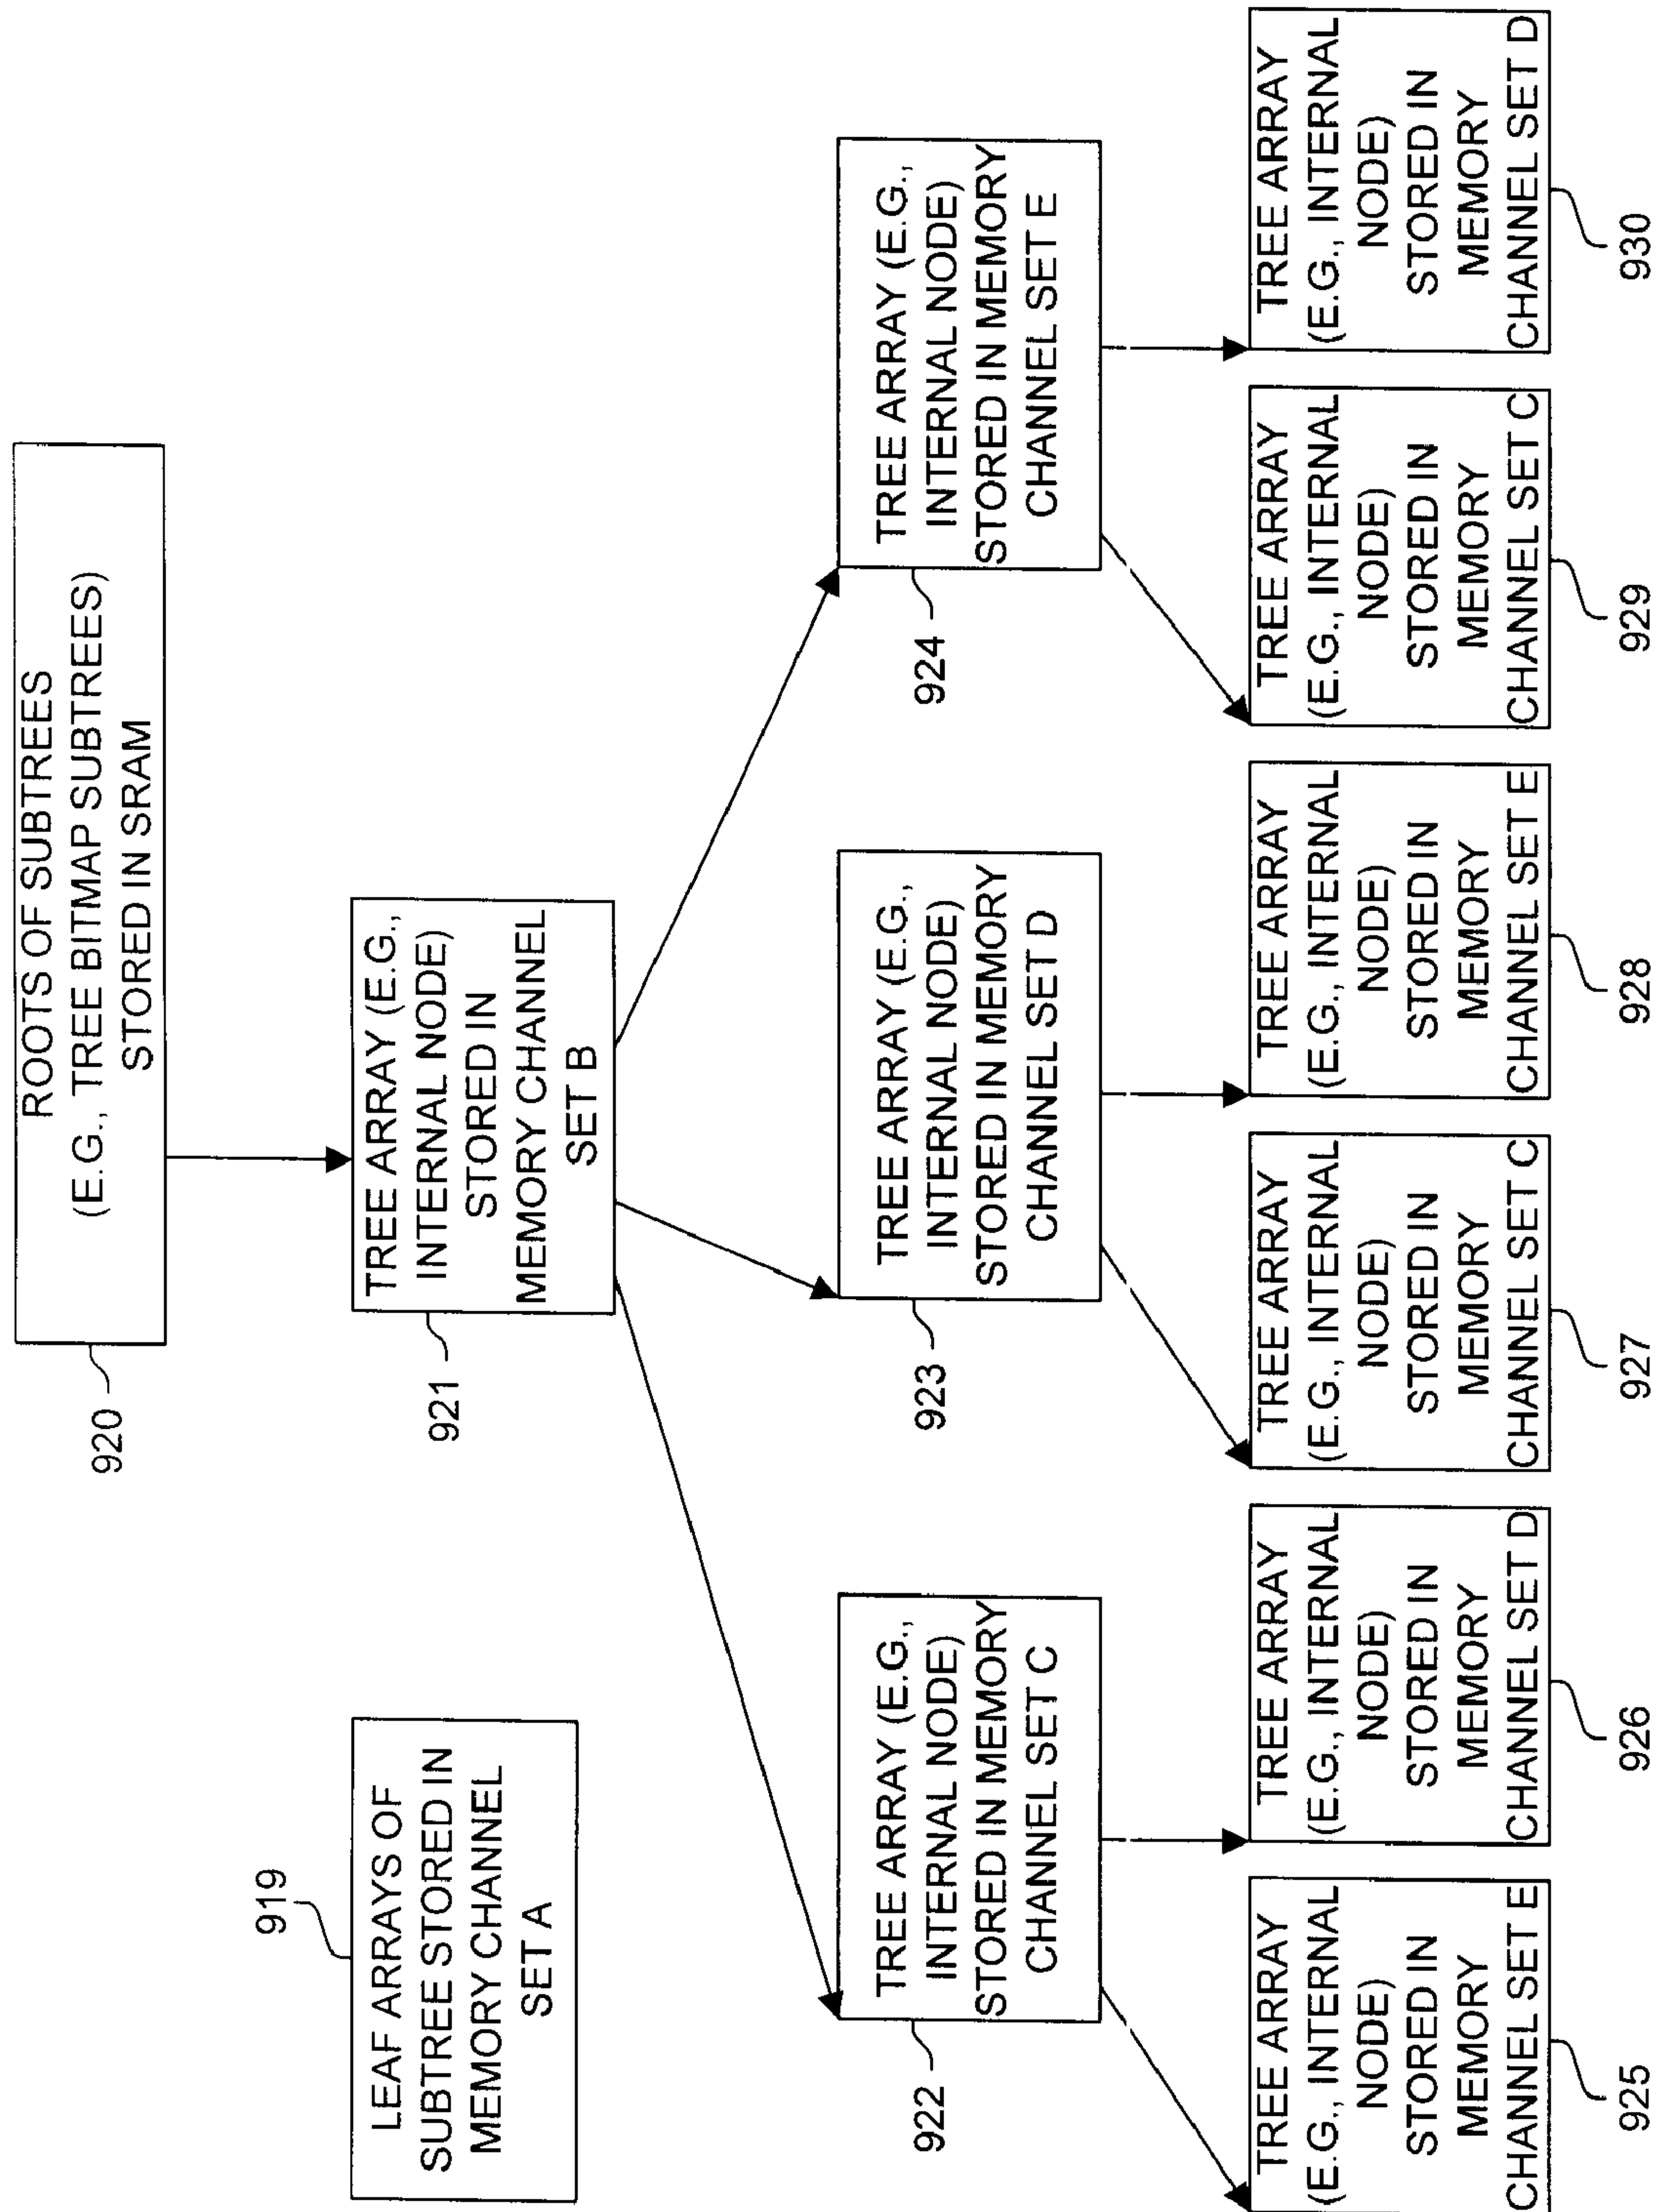 ROOTS OF SUBTREES
(E.G., TREE BITMAP SUBTREES)
STORED IN SRAM
920
919
LEAF ARRAYS OF
SUBTREE STORED IN
MEMORY CHANNEL
SET A
TREE ARRAY (E.G.,
INTERNAL NODE)
STORED IN
MEMORY CHANNEL
SET B
921
TREE ARRAY (E.G.,
INTERNAL NODE)
STORED IN MEMORY
CHANNEL SET C
922
TREE ARRAY (E.G.,
INTERNAL NODE)
STORED IN MEMORY
CHANNEL SET D
923
TREE ARRAY (E.G.,
INTERNAL NODE)
STORED IN MEMORY
CHANNEL SET E
924
TREE ARRAY
(E.G., INTERNAL
NODE)
STORED IN
MEMORY
CHANNEL SET E
925
TREE ARRAY
(E.G., INTERNAL
NODE)
STORED IN
MEMORY
CHANNEL SET D
926
TREE ARRAY
(E.G., INTERNAL
NODE)
STORED IN
MEMORY
CHANNEL SET C
927
TREE ARRAY
(E.G., INTERNAL
NODE)
STORED IN
MEMORY
CHANNEL SET E
928
TREE ARRAY
(E.G., INTERNAL
NODE)
STORED IN
MEMORY
CHANNEL SET C
929
TREE ARRAY
(E.G., INTERNAL
NODE)
STORED IN
MEMORY
CHANNEL SET D
930